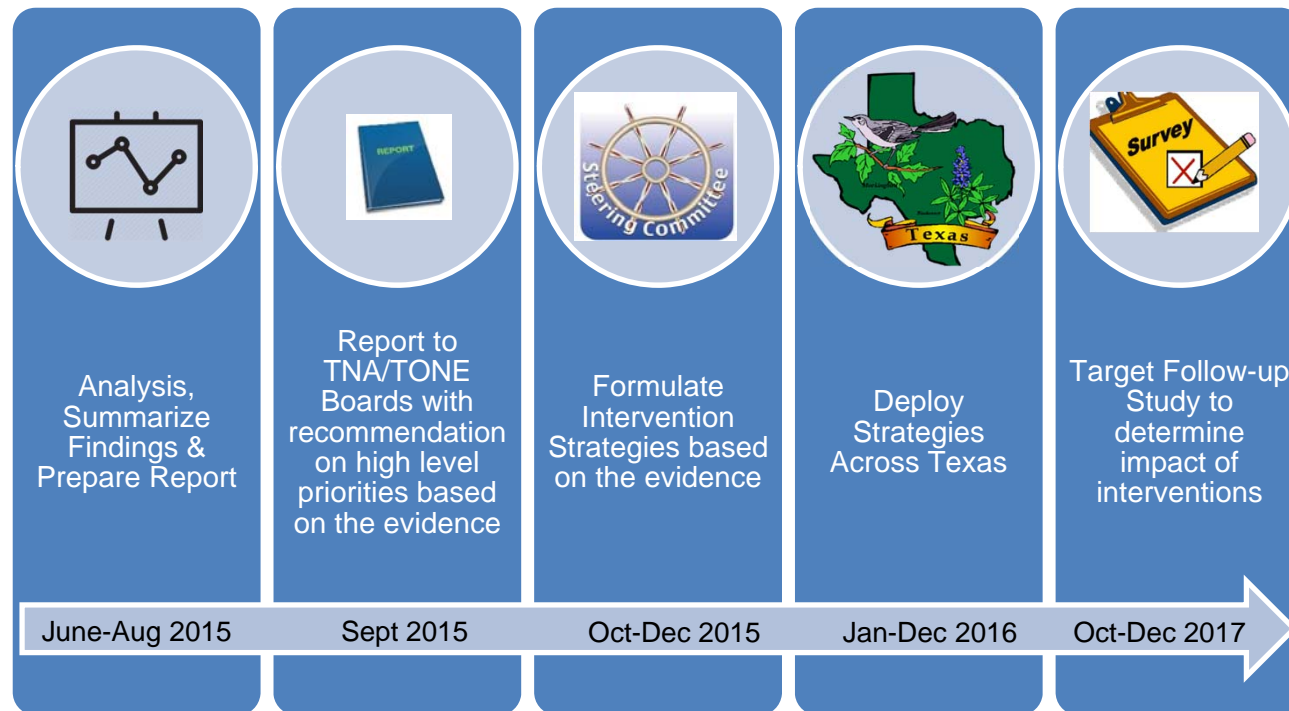 REPORT
Steering Committee
Texas
Survey
Analysis,
Summarize
Findings &
Prepare Report
Report to
TNA/TONE
Boards with
recommendation
on high level
priorities based
on the evidence
Formulate
Intervention
Strategies based
on the evidence
Deploy
Strategies
Across Texas
Target Follow-up
Study to
determine
impact of
interventions
June-Aug 2015
Sept 2015
Oct-Dec 2015
Jan-Dec 2016
Oct-Dec 2017